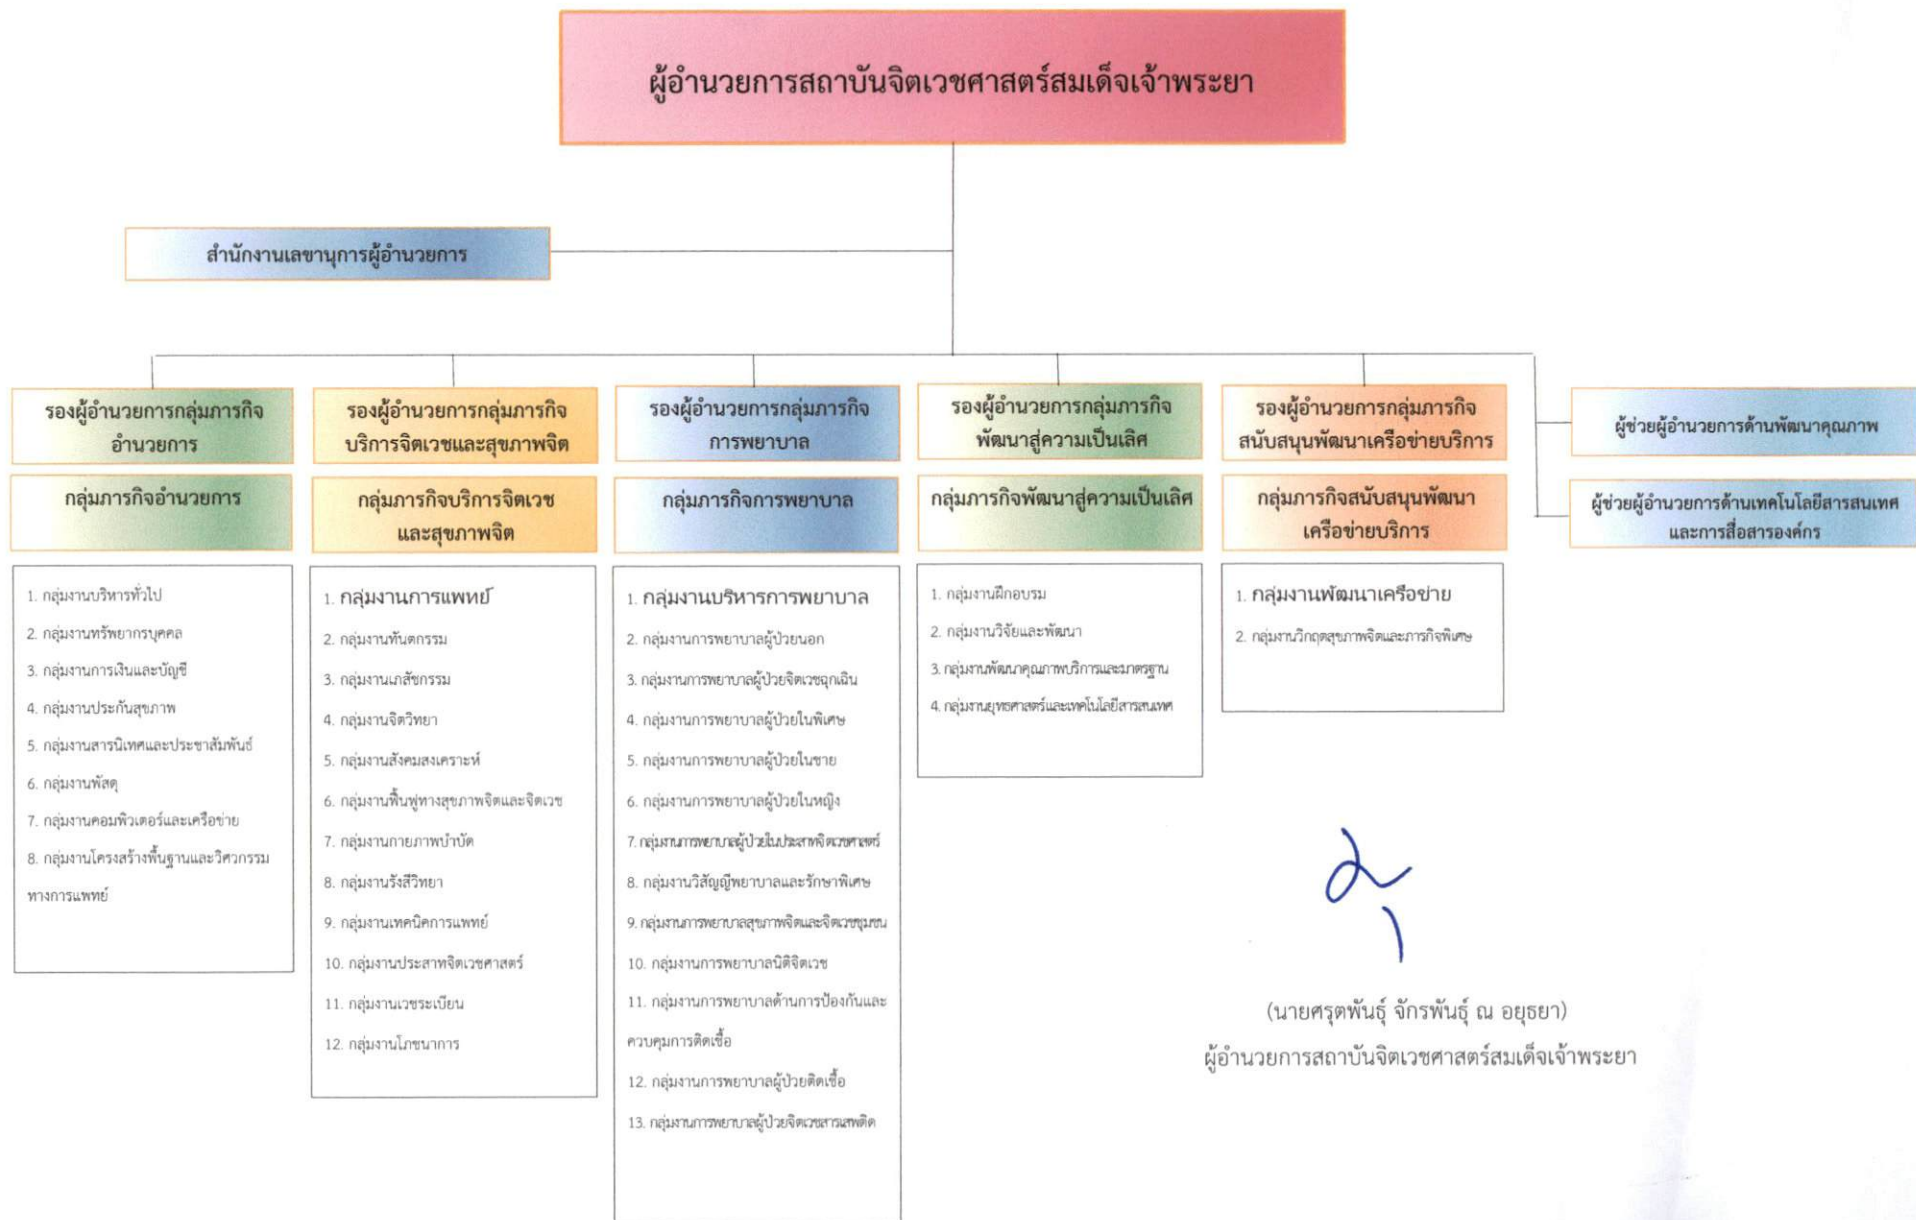 ผู้อำนวยการสถาบันจิตเวชศาสตร์สมเด็จเจ้าพระยา
สำนักงานเลขานุการผู้อำนวยการ
รองผู้อำนวยการกลุ่มภารกิจ
อำนวยการ
กลุ่มภารกิจอำนวยการ
1. กลุ่มงานบริหารทั่วไป
2. กลุ่มงานทรัพยากรบุคคล
3. กลุ่มงานการเงินและบัญชี
4. กลุ่มงานประกันสุขภาพ
5. กลุ่มงานสารนิเทศและประชาสัมพันธ์
6. กลุ่มงานพัสดุ
7. กลุ่มงานคอมพิวเตอร์และเครือข่าย
8. กลุ่มงานโครงสร้างพื้นฐานและวิศวกรรม
ทางการแพทย์
รองผู้อำนวยการกลุ่มภารกิจ
บริการจิตเวชและสุขภาพจิต
กลุ่มภารกิจบริการจิตเวช
และสุขภาพจิต
1. กลุ่มงานการแพทย์
2. กลุ่มงานทันตกรรม
3. กลุ่มงานเภสัชกรรม
4. กลุ่มงานจิตวิทยา
5. กลุ่มงานสังคมสงเคราะห์
6. กลุ่มงานฟื้นฟูทางสุขภาพจิตและจิตเวช
7. กลุ่มงานกายภาพบำบัด
8. กลุ่มงานรังสีวิทยา
9. กลุ่มงานเทคนิคการแพทย์
10. กลุ่มงานประสาทจิตเวชศาสตร์
11. กลุ่มงานเวชระเบียน
12. กลุ่มงานโภชนาการ
รองผู้อำนวยการกลุ่มภารกิจ
การพยาบาล
กลุ่มภารกิจการพยาบาล
1. กลุ่มงานบริหารการพยาบาล
2. กลุ่มงานการพยาบาลผู้ป่วยนอก
3. กลุ่มงานการพยาบาลผู้ป่วยจิตเวชฉุกเฉิน
4. กลุ่มงานการพยาบาลผู้ป่วยในพิเศษ
5. กลุ่มงานการพยาบาลผู้ป่วยในชาย
6. กลุ่มงานการพยาบาลผู้ป่วยในหญิง
7. กลุ่มงานการพยาบาลผู้ป่วยในประสาทจิตเวชศาสตร์
8. กลุ่มงานวิสัญญีพยาบาลและรักษาพิเศษ
9. กลุ่มงานการพยาบาลสุขภาพจิตและจิตเวชชุมชน
10. กลุ่มงานการพยาบาลนิติจิตเวช
11. กลุ่มงานการพยาบาลด้านการป้องกันและ
ควบคุมการติดเชื้อ
12. กลุ่มงานการพยาบาลผู้ป่วยติดเชื้อ
13. กลุ่มงานการพยาบาลผู้ป่วยจิตเวชสารเสพติด
รองผู้อำนวยการกลุ่มภารกิจ
พัฒนาสู่ความเป็นเลิศ
กลุ่มภารกิจพัฒนาสู่ความเป็นเลิศ
1. กลุ่มงานฝึกอบรม
2. กลุ่มงานวิจัยและพัฒนา
3. กลุ่มงานพัฒนาคุณภาพบริการและมาตรฐาน
4. กลุ่มงานยุทธศาสตร์และเทคโนโลยีสารสนเทศ
รองผู้อำนวยการกลุ่มภารกิจ
สนับสนุนพัฒนาเครือข่ายบริการ
กลุ่มภารกิจสนับสนุนพัฒนา
เครือข่ายบริการ
1. กลุ่มงานพัฒนาเครือข่าย
2. กลุ่มงานวิกฤตสุขภาพจิตและภารกิจพิเศษ
ผู้ช่วยผู้อำนวยการด้านพัฒนาคุณภาพ
ผู้ช่วยผู้อำนวยการด้านเทคโนโลยีสารสนเทศ
และการสื่อสารองค์กร
(นายศรุตพันธุ์ จักรพันธุ์ ณ อยุธยา)
ผู้อำนวยการสถาบันจิตเวชศาสตร์สมเด็จเจ้าพระยา